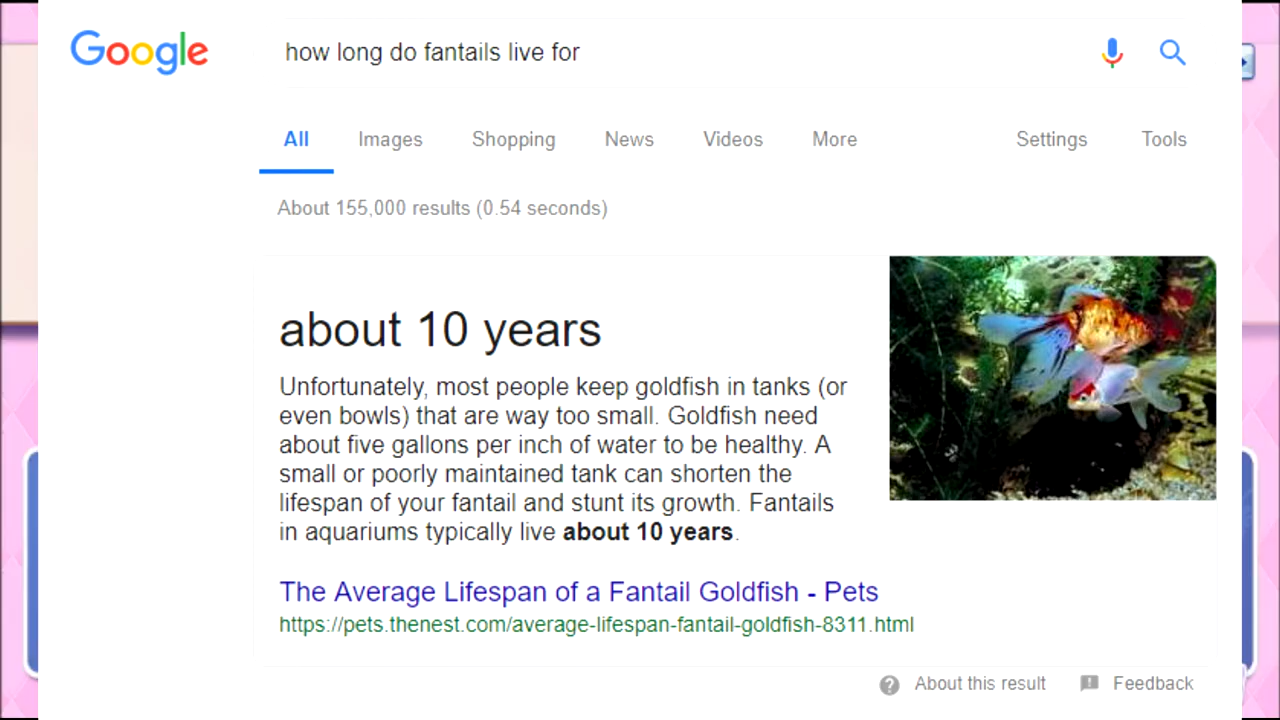 Google
how long do fantails live for
All Images Shopping News Videos More Settings Tools
About 155,000 results (0.54 seconds)
about 10 years
Unfortunately, most people keep goldfish in tanks (or
even bowls) that are way too small. Goldfish need
about five gallons per inch of water to be healthy. A
small or poorly maintained tank can shorten the
lifespan of your fantail and stunt its growth. Fantails
in aquariums typically live about 10 years.
The Average Lifespan of a Fantail Goldfish - Pets
https://pets.thenest.com/average-lifespan-fantail-goldfish-8311.html
About this result Feedback